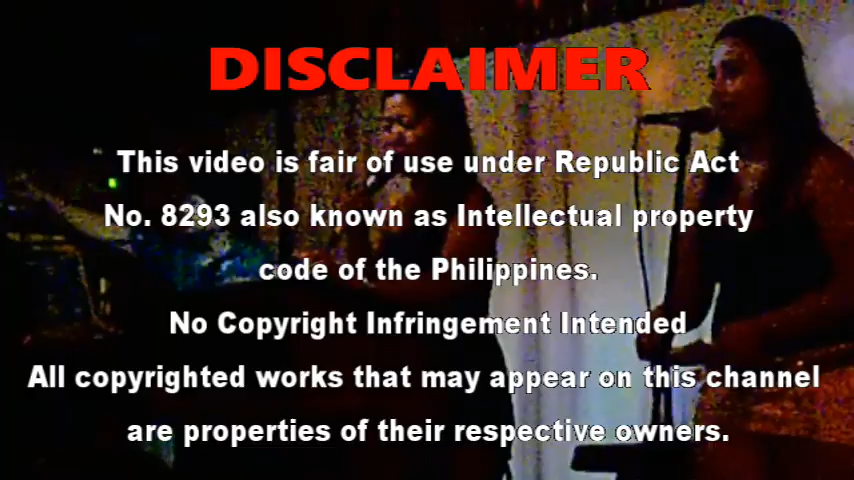 DISCLAIMER
This video is fair of use under Republic Act
No. 8293 also known as Intellectual property
code of the Philippines.
No Copyright Infringement Intended
All copyrighted works that may appear on this channel
are properties of their respective owners.